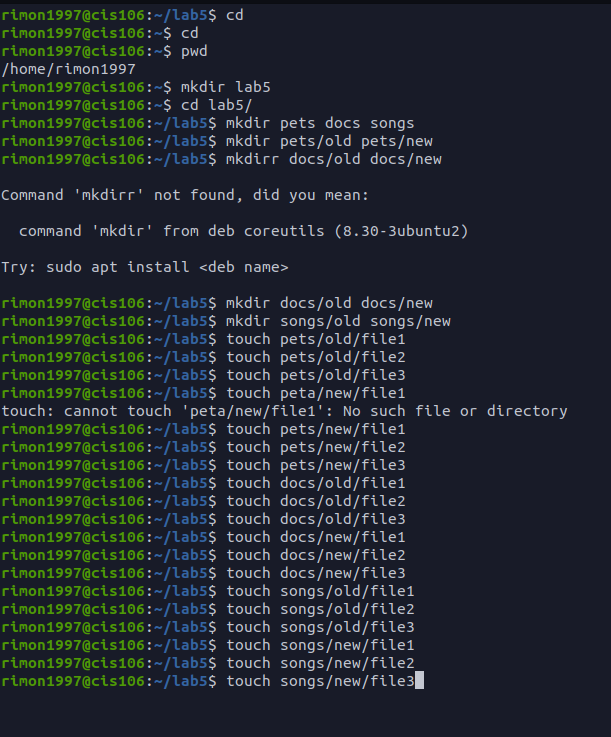 rimon1997@cis106:~/lab5$ cd
rimon1997@cis106:~$ cd
rimon1997@cis106:~$ pwd
/home/rimon1997
rimon1997@cis106:~$ mkdir lab5
rimon1997@cis106:~$ cd lab5/
rimon1997@cis106:~/lab5$ mkdir pets docs songs
rimon1997@cis106:~/lab5$ mkdir pets/old pets/new
rimon1997@cis106:~/lab5$ mkdirr docs/old docs/new
Command 'mkdirr' not found, did you mean:
command 'mkdir' from deb coreutils (8.30-3ubuntu2)
Try: sudo apt install <deb name>
rimon1997@cis106:~/lab5$ mkdir docs/old docs/new
rimon1997@cis106:~/lab5$ mkdir songs/old songs/new
rimon1997@cis106:~/lab5$ touch pets/old/file1
rimon1997@cis106:~/lab5$ touch pets/old/file2
rimon1997@cis106:~/lab5$ touch pets/old/file3
rimon1997@cis106:~/lab5$ touch peta/new/file1
touch: cannot touch 'peta/new/file1': No such file or directory
rimon1997@cis106:~/lab5$ touch pets/new/file1
rimon1997@cis106:~/lab5$ touch pets/new/file2
rimon1997@cis106:~/lab5$ touch pets/new/file3
rimon1997@cis106:~/lab5$ touch docs/old/file1
rimon1997@cis106:~/lab5$ touch docs/old/file2
rimon1997@cis106:~/lab5$ touch docs/old/file3
rimon1997@cis106:~/lab5$ touch docs/new/file1
rimon1997@cis106:~/lab5$ touch docs/new/file2
rimon1997@cis106:~/lab5$ touch docs/new/file3
rimon1997@cis106:~/lab5$ touch songs/old/file1
rimon1997@cis106:~/lab5$ touch songs/old/file2
rimon1997@cis106:~/lab5$ touch songs/old/file3
rimon1997@cis106:~/lab5$ touch songs/new/file1
rimon1997@cis106:~/lab5$ touch songs/new/file2
rimon1997@cis106:~/lab5$ touch songs/new/file3